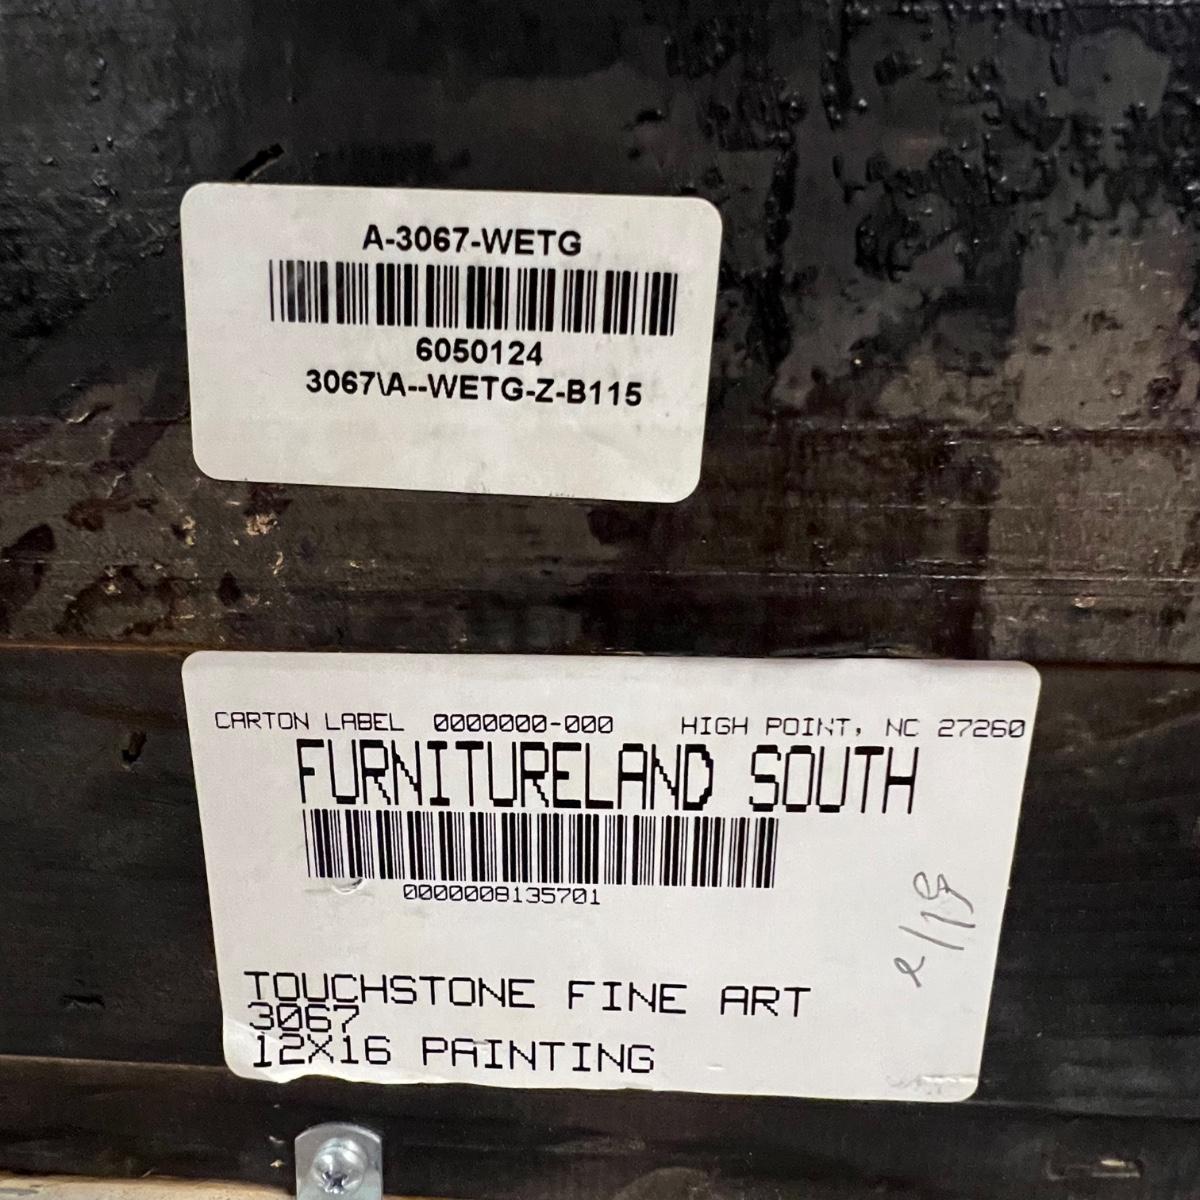 A-3067-WETG
6050124
3067\A--WETG-Z-B115
CARTON LABEL 0000000-000 HIGH POINT, NC 27260
FURNITURELAND SOUTH
0000008135701
TOUCHSTONE FINE ART
3067
12X16 PAINTING